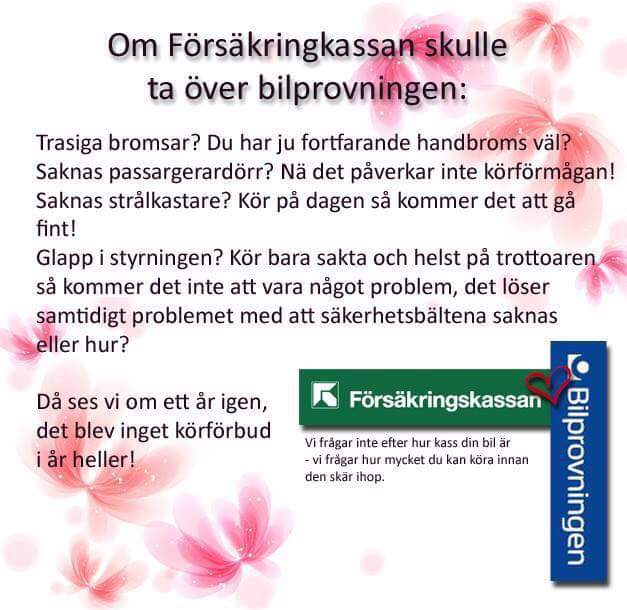 Om Försäkringkassan skulle
ta över bilprovningen:
Trasiga bromsar? Du har ju fortfarande handbroms väl?
Saknas passargerardörr? Nä det påverkar inte körförmågan!
Saknas strålkastare? Kör på dagen så kommer det att gå
fint!
Glapp i styrningen? Kör bara sakta och helst på trottoaren
så kommer det inte att vara något problem, det löser
samtidigt problemet med att säkerhetsbältena saknas
eller hur?
Då ses vi om ett år igen,
det blev inget körförbud
i år heller!
Försäkringskassan
Vi frågar inte efter hur kass din bil är
- vi frågar hur mycket du kan köra innan
den skär ihop.
Bilprovningen